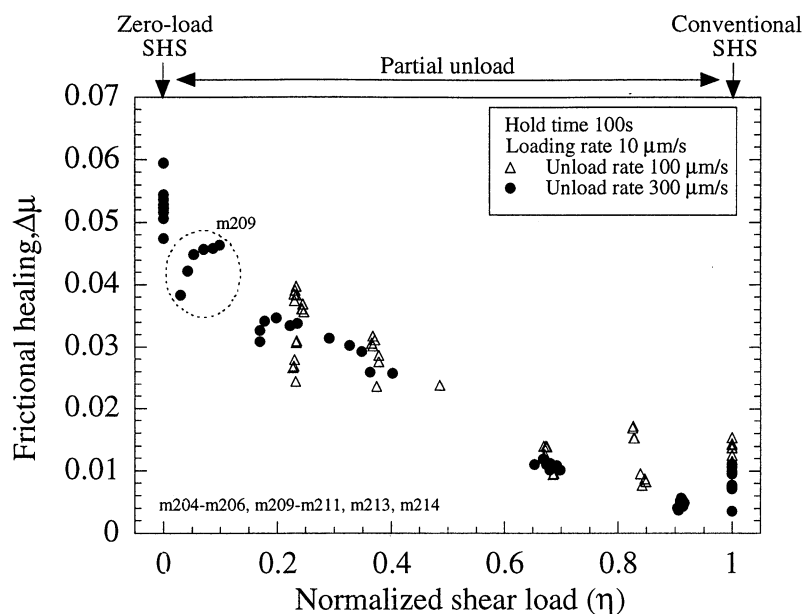 Zero-load
SHS
Conventional
SHS
Partial unload
0.07
0.06
0.05
0.04
0.03
0.02
0.01
0
Frictional healing,Δμ
Hold time 100s
Loading rate 10 μm/s
Unload rate 100 μm/s
Unload rate 300 μm/s
m209
m204-m206, m209-m211, m213, m214
0 0.2 0.4 0.6 0.8 1
Normalized shear load (η)